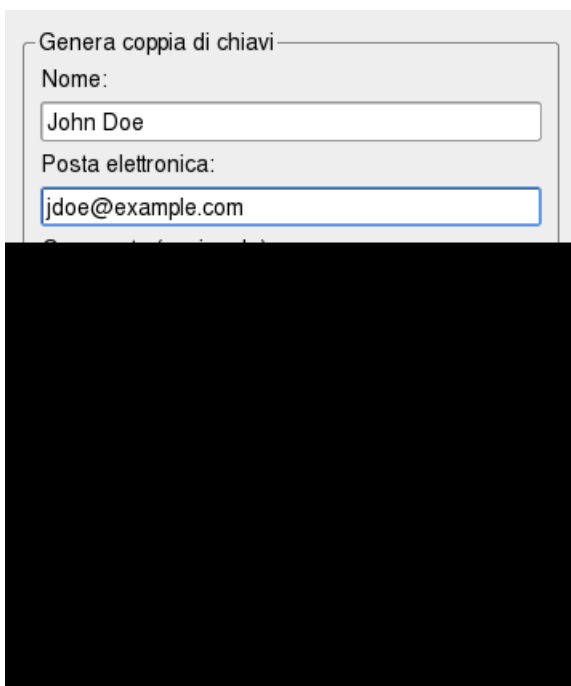 Genera coppia di chiavi
Nome:
John Doe
Posta elettronica:
jdoe@example.com